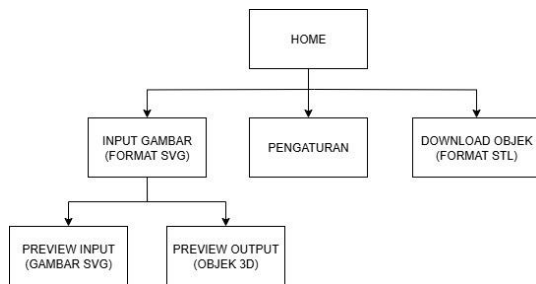 HOME
INPUT GAMBAR
(FORMAT SVG)
PENGATURAN
DOWNLOAD OBJEK
(FORMAT STL)
PREVIEW INPUT
(GAMBAR SVG)
PREVIEW OUTPUT
(OBJEK 3D)